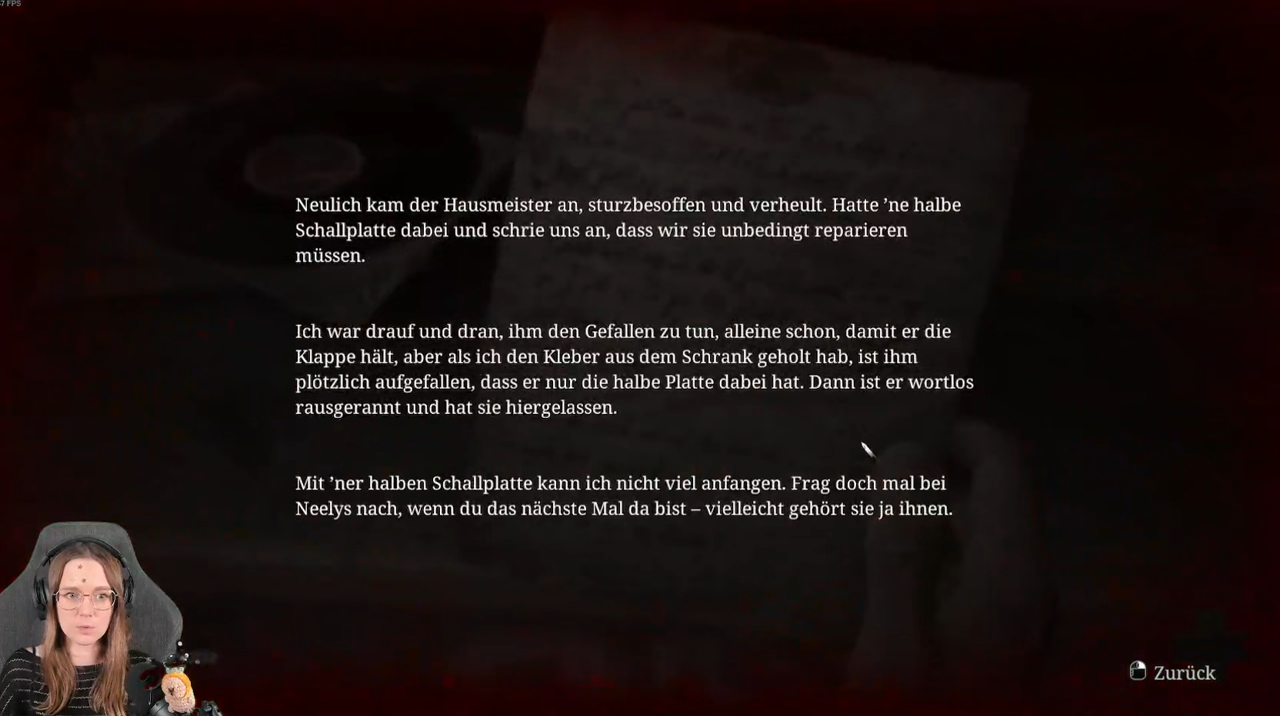 7 FPS
Neulich kam der Hausmeister an, sturzbesoffen und verheult. Hatte ’ne halbe
Schallplatte dabei und schrie uns an, dass wir sie unbedingt reparieren
müssen.
Ich war drauf und dran, ihm den Gefallen zu tun, alleine schon, damit er die
Klappe hält, aber als ich den Kleber aus dem Schrank geholt hab, ist ihm
plötzlich aufgefallen, dass er nur die halbe Platte dabei hat. Dann ist er wortlos
rausgerannt und hat sie hiergelassen.
Mit ’ner halben Schallplatte kann ich nicht viel anfangen. Frag doch mal bei
Neelys nach, wenn du das nächste Mal da bist – vielleicht gehört sie ja ihnen.
Zurück